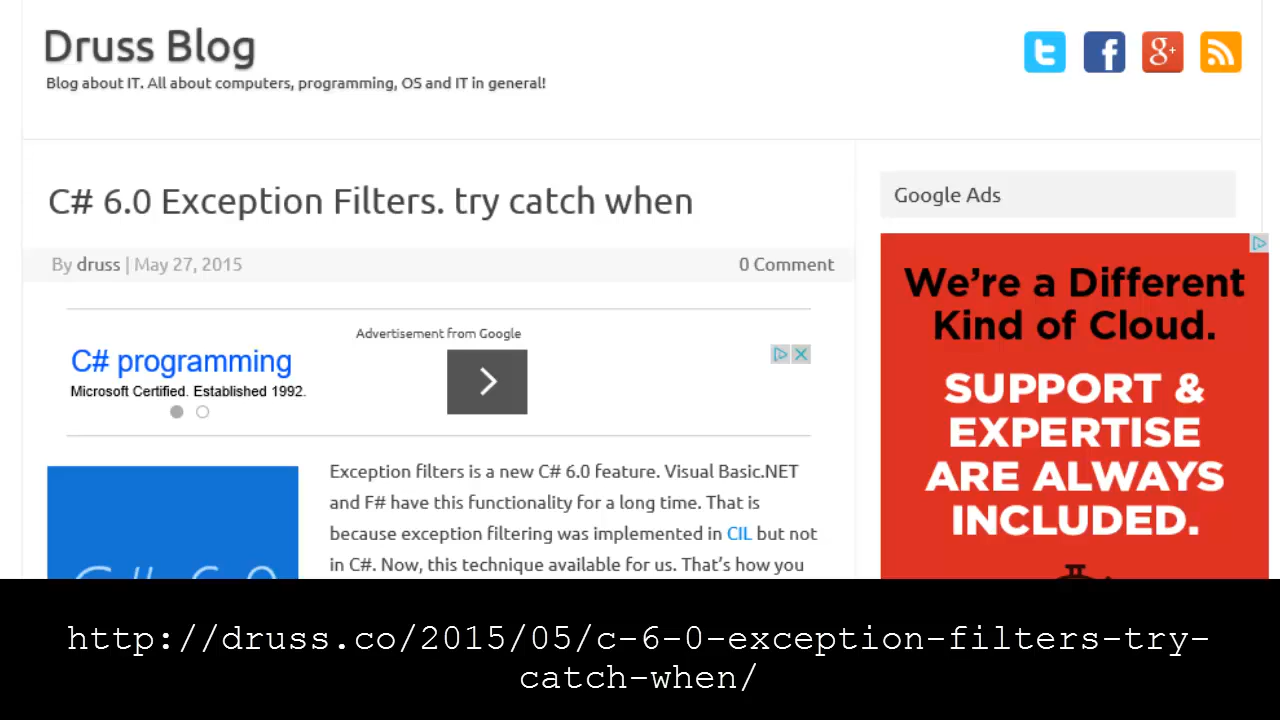 Druss Blog
Blog about IT. All about computers, programming, OS and IT in general!
C# 6.0 Exception Filters. try catch when
By druss | May 27, 2015
0 Comment
Advertisement from Google
C# programming
Microsoft Certified. Established 1992.
Exception filters is a new C# 6.0 feature. Visual Basic.NET
and F# have this functionality for a long time. That is
because exception filtering was implemented in CIL but not
in C#. Now, this technique available for us. That's how you
C# 6.0
Google Ads
We're a Different
Kind of Cloud.
SUPPORT &
EXPERTISE
ARE ALWAYS
INCLUDED.
http://druss.co/2015/05/c-6-0-exception-filters-try-
catch-when/